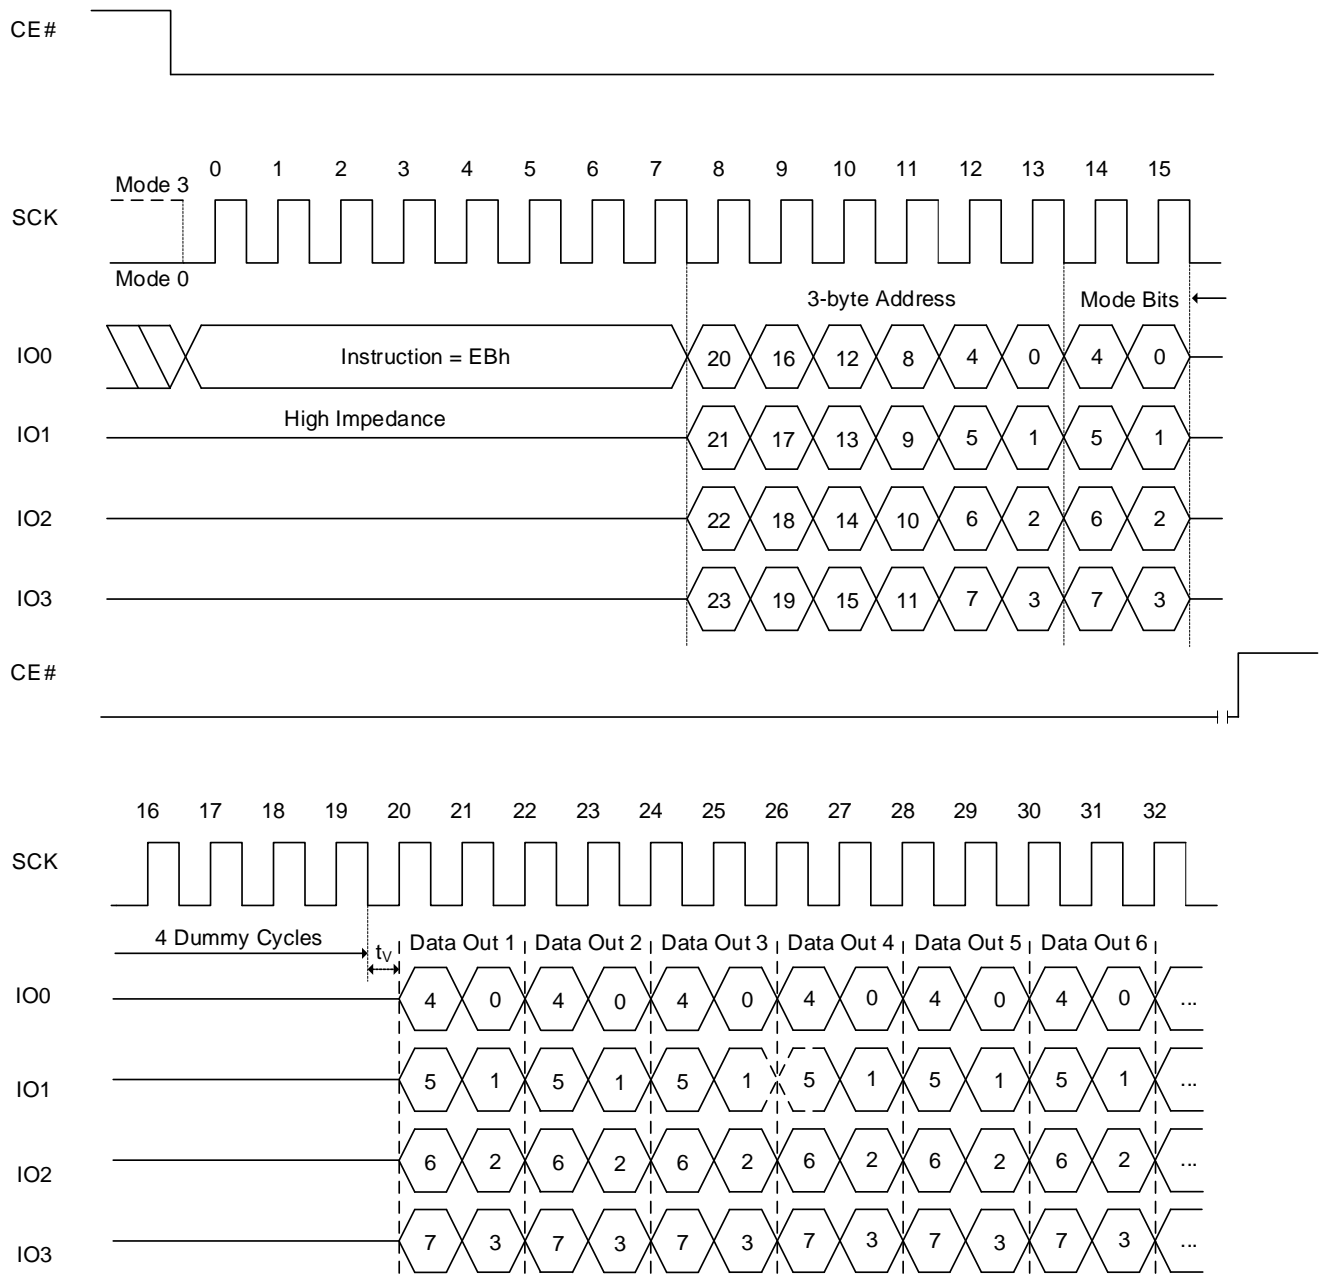 CE#
0 1 2 3 4 5 6 7 8 9 10 11 12 13 14 15
Mode 3
SCK
Mode 0
3-byte Address Mode Bits
IO0 Instruction = EBh 20 16 12 8 4 0 4 0
High Impedance
IO1 21 17 13 9 5 1 5 1
IO2 22 18 14 10 6 2 6 2
IO3 23 19 15 11 7 3 7 3
CE#
16 17 18 19 20 21 22 23 24 25 26 27 28 29 30 31 32
SCK
4 Dummy Cycles tV Data Out 1 Data Out 2 Data Out 3 Data Out 4 Data Out 5 Data Out 6
IO0 4 0 4 0 4 0 4 0 4 0 4 0 ...
IO1 5 1 5 1 5 1 5 1 5 1 5 1 ...
IO2 6 2 6 2 6 2 6 2 6 2 6 2 ...
IO3 7 3 7 3 7 3 7 3 7 3 7 3 ...